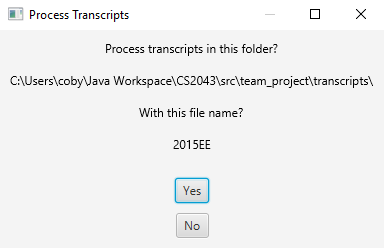 Process Transcripts
Process transcripts in this folder?
C:\Users\coby\Java Workspace\CS2043\src\team_project\transcripts\
With this file name?
2015EE
Yes
No